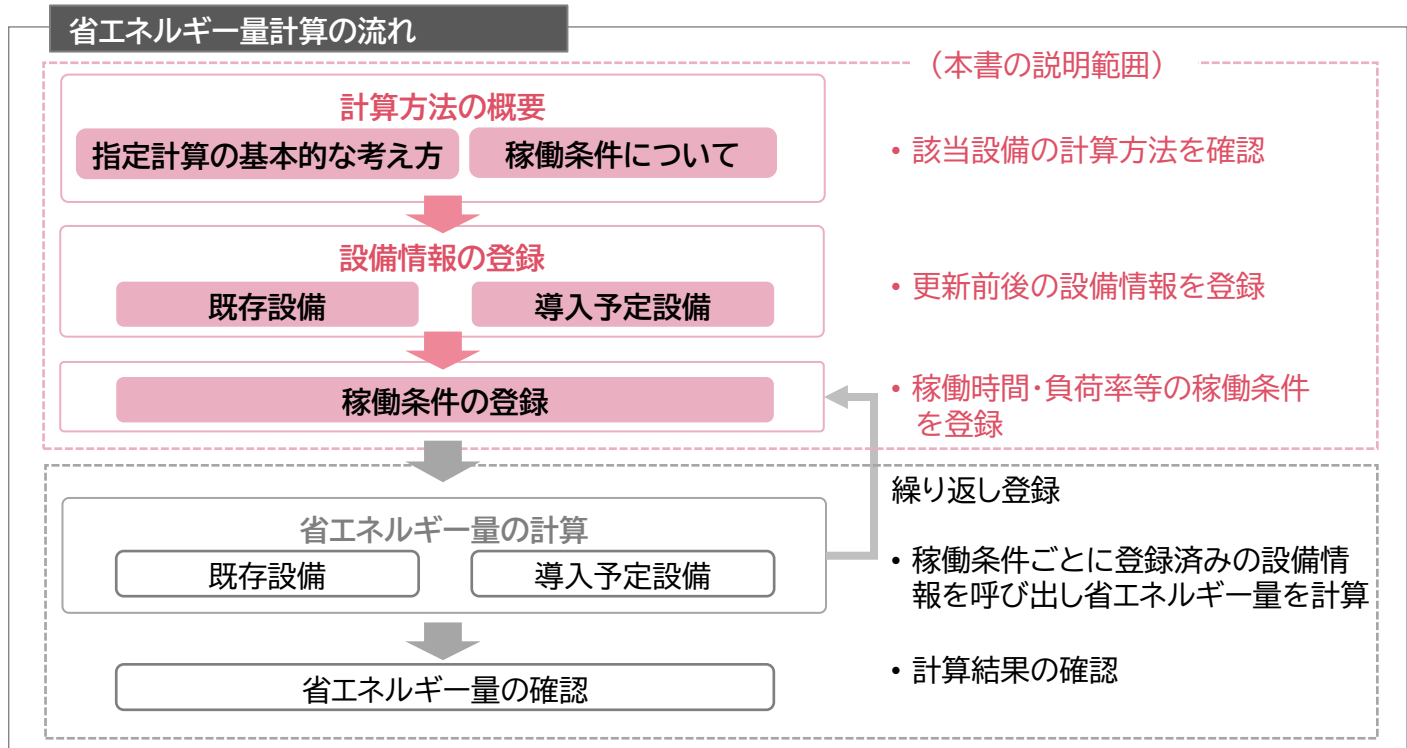 省エネルギー量計算の流れ
（本書の説明範囲）
計算方法の概要
指定計算の基本的な考え方
稼働条件について
• 該当設備の計算方法を確認
設備情報の登録
既存設備
導入予定設備
• 更新前後の設備情報を登録
稼働条件の登録
• 稼働時間・負荷率等の稼働条件
を登録
繰り返し登録
省エネルギー量の計算
既存設備
導入予定設備
• 稼働条件ごとに登録済みの設備情
報を呼び出し省エネルギー量を計算
省エネルギー量の確認
• 計算結果の確認